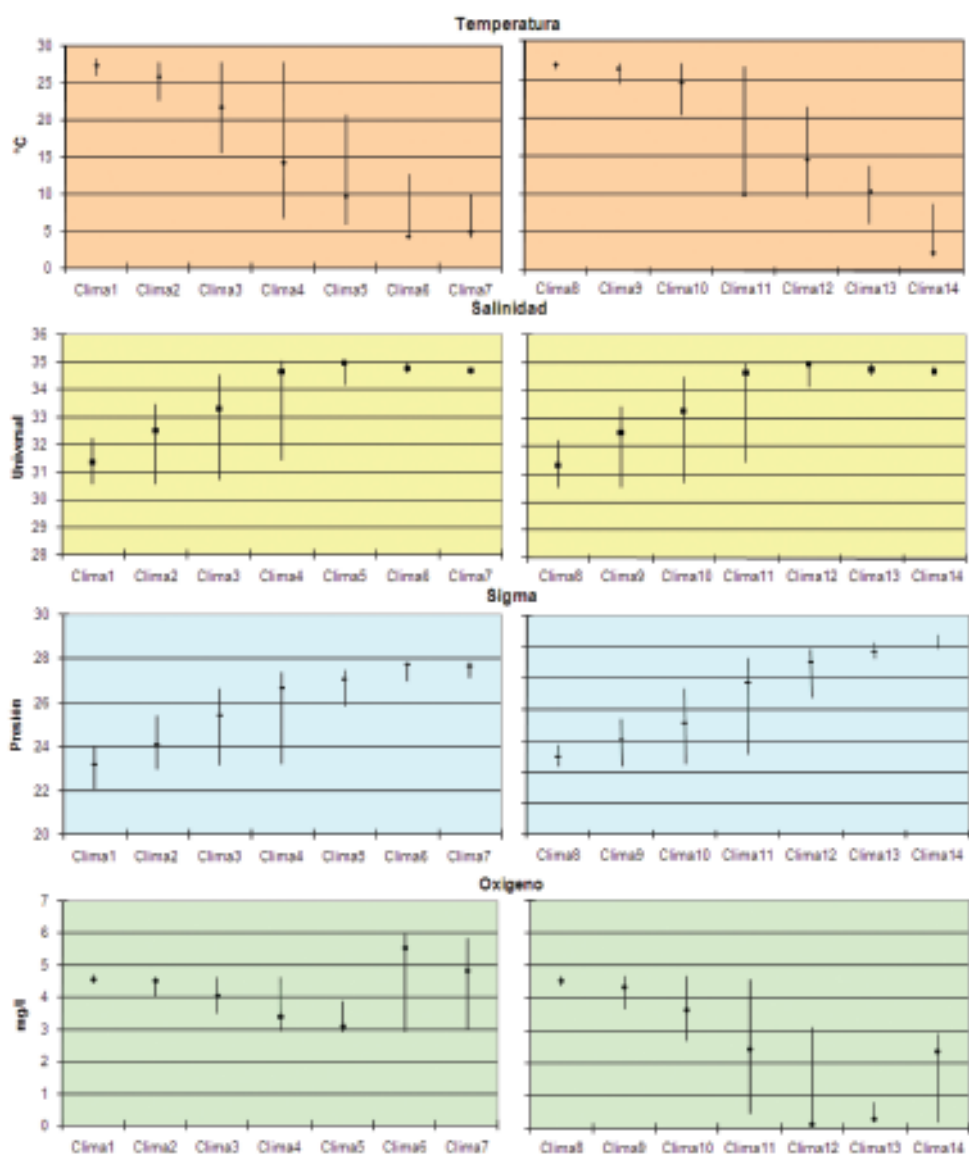 Temperatura
30
25
20
15
10
5
0
°C
Clima1 Clima2 Clima3 Clima4 Clima5 Clima6 Clima7
Clima8 Clima9 Clima10 Clima11 Clima12 Clima13 Clima14
Salinidad
36
35
34
33
32
31
30
29
28
Universal
Clima1 Clima2 Clima3 Clima4 Clima5 Clima6 Clima7
Clima8 Clima9 Clima10 Clima11 Clima12 Clima13 Clima14
Sigma
30
28
26
24
22
20
Presión
Clima1 Clima2 Clima3 Clima4 Clima5 Clima6 Clima7
Clima8 Clima9 Clima10 Clima11 Clima12 Clima13 Clima14
Oxigeno
7
6
5
4
3
2
1
0
mg/l
Clima1 Clima2 Clima3 Clima4 Clima5 Clima6 Clima7
Clima8 Clima9 Clima10 Clima11 Clima12 Clima13 Clima14